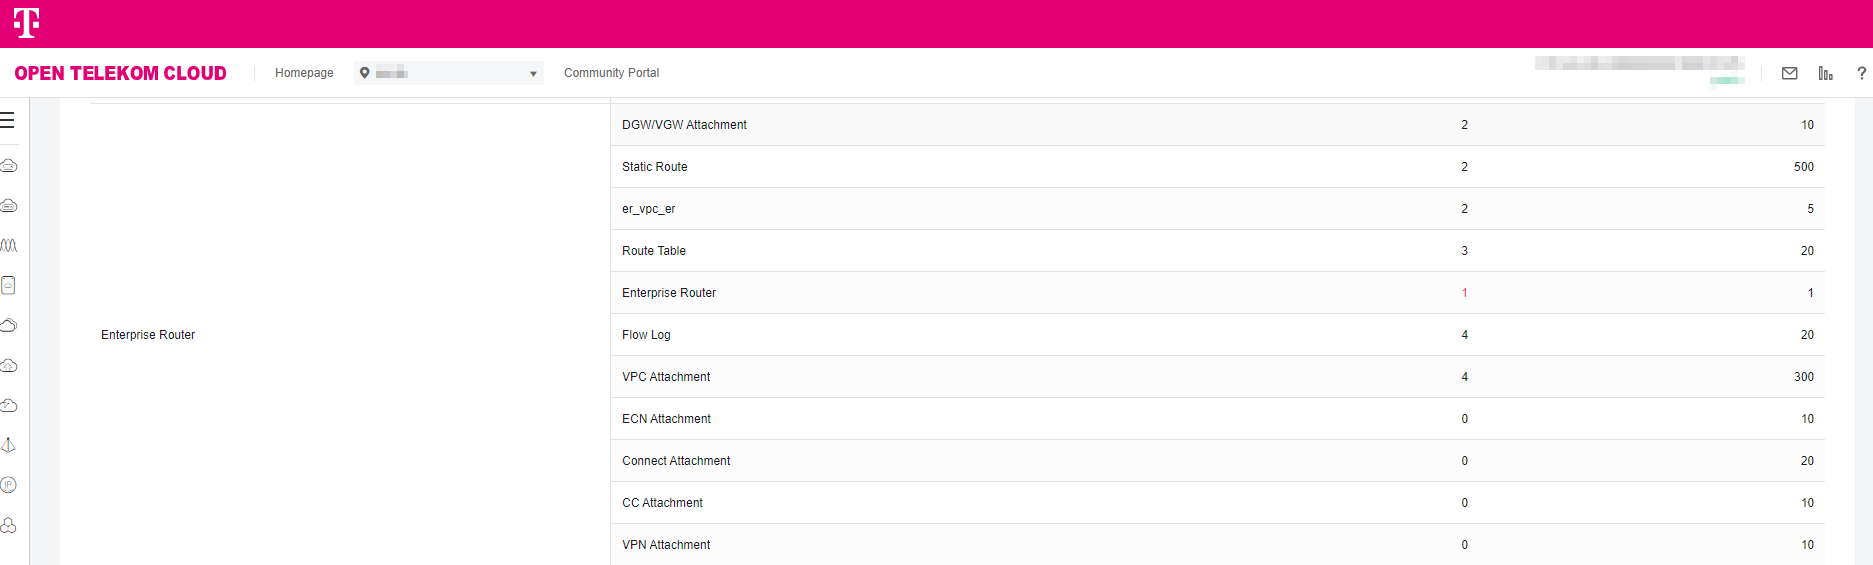 T
OPEN TELEKOM CLOUD Homepage Community Portal ?
DGW/VGW Attachment 2 10
Static Route 2 500
er_vpc_er 2 5
Route Table 3 20
Enterprise Router 1 1
Enterprise Router Flow Log 4 20
VPC Attachment 4 300
ECN Attachment 0 10
Connect Attachment 0 20
CC Attachment 0 10
VPN Attachment 0 10
IP